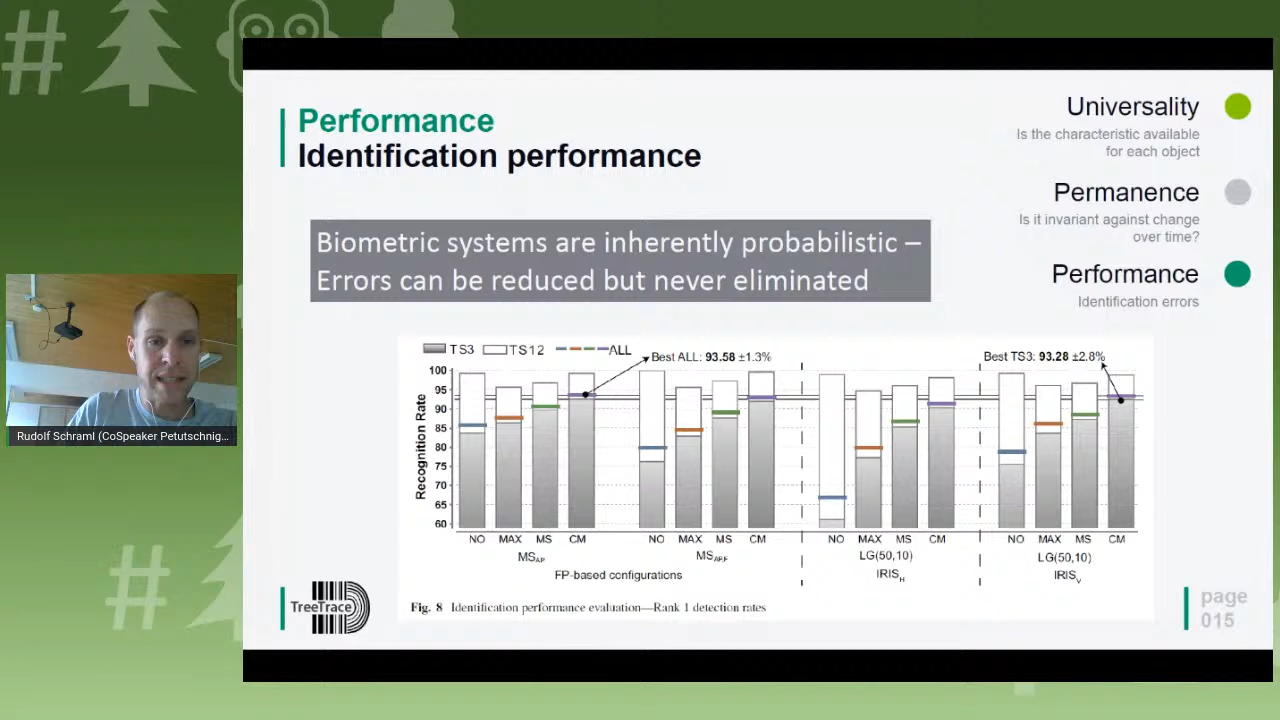 Performance
Identification performance
Universality
Is the characteristic available
for each object
Permanence
Is it invariant against change
over time?
Performance
Identification errors
Biometric systems are inherently probabilistic –
Errors can be reduced but never eliminated
TS3 TS12 ALL
Best ALL: 93.58 ±1.3%
Best TS3: 93.28 ±2.8%
Recognition Rate
100
95
90
85
80
75
70
65
60
NO MAX MS CM NO MAX MS CM NO MAX MS CM NO MAX MS CM
MSAP MSAP,F LG(50,10) LG(50,10)
FP-based configurations IRISH IRISV
Fig. 8 Identification performance evaluation—Rank 1 detection rates
Rudolf Schraml (CoSpeaker Petutschnig...
TreeTrace
page
015
# 
#